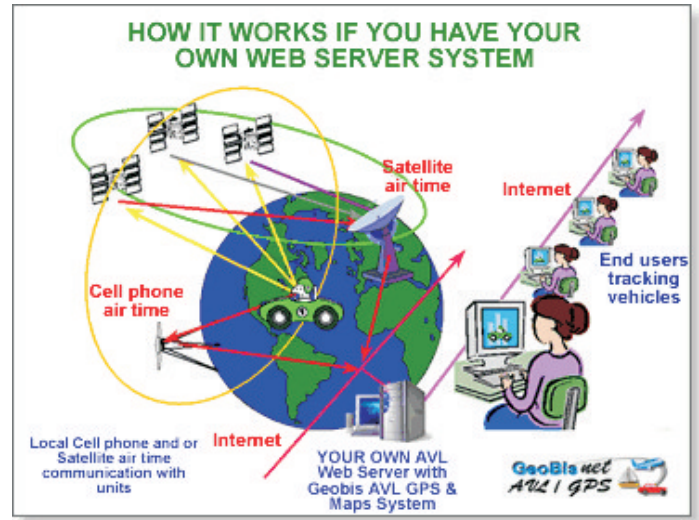 HOW IT WORKS IF YOU HAVE YOUR
OWN WEB SERVER SYSTEM
Satellite
air time
Internet
End users
tracking
vehicles
Cell phone
air time
Internet
Local Cell phone and or
Satellite air time
communication with
units
YOUR OWN AVL
Web Server with
Geobis AVL GPS &
Maps System
GeoBis net
AVL / GPS